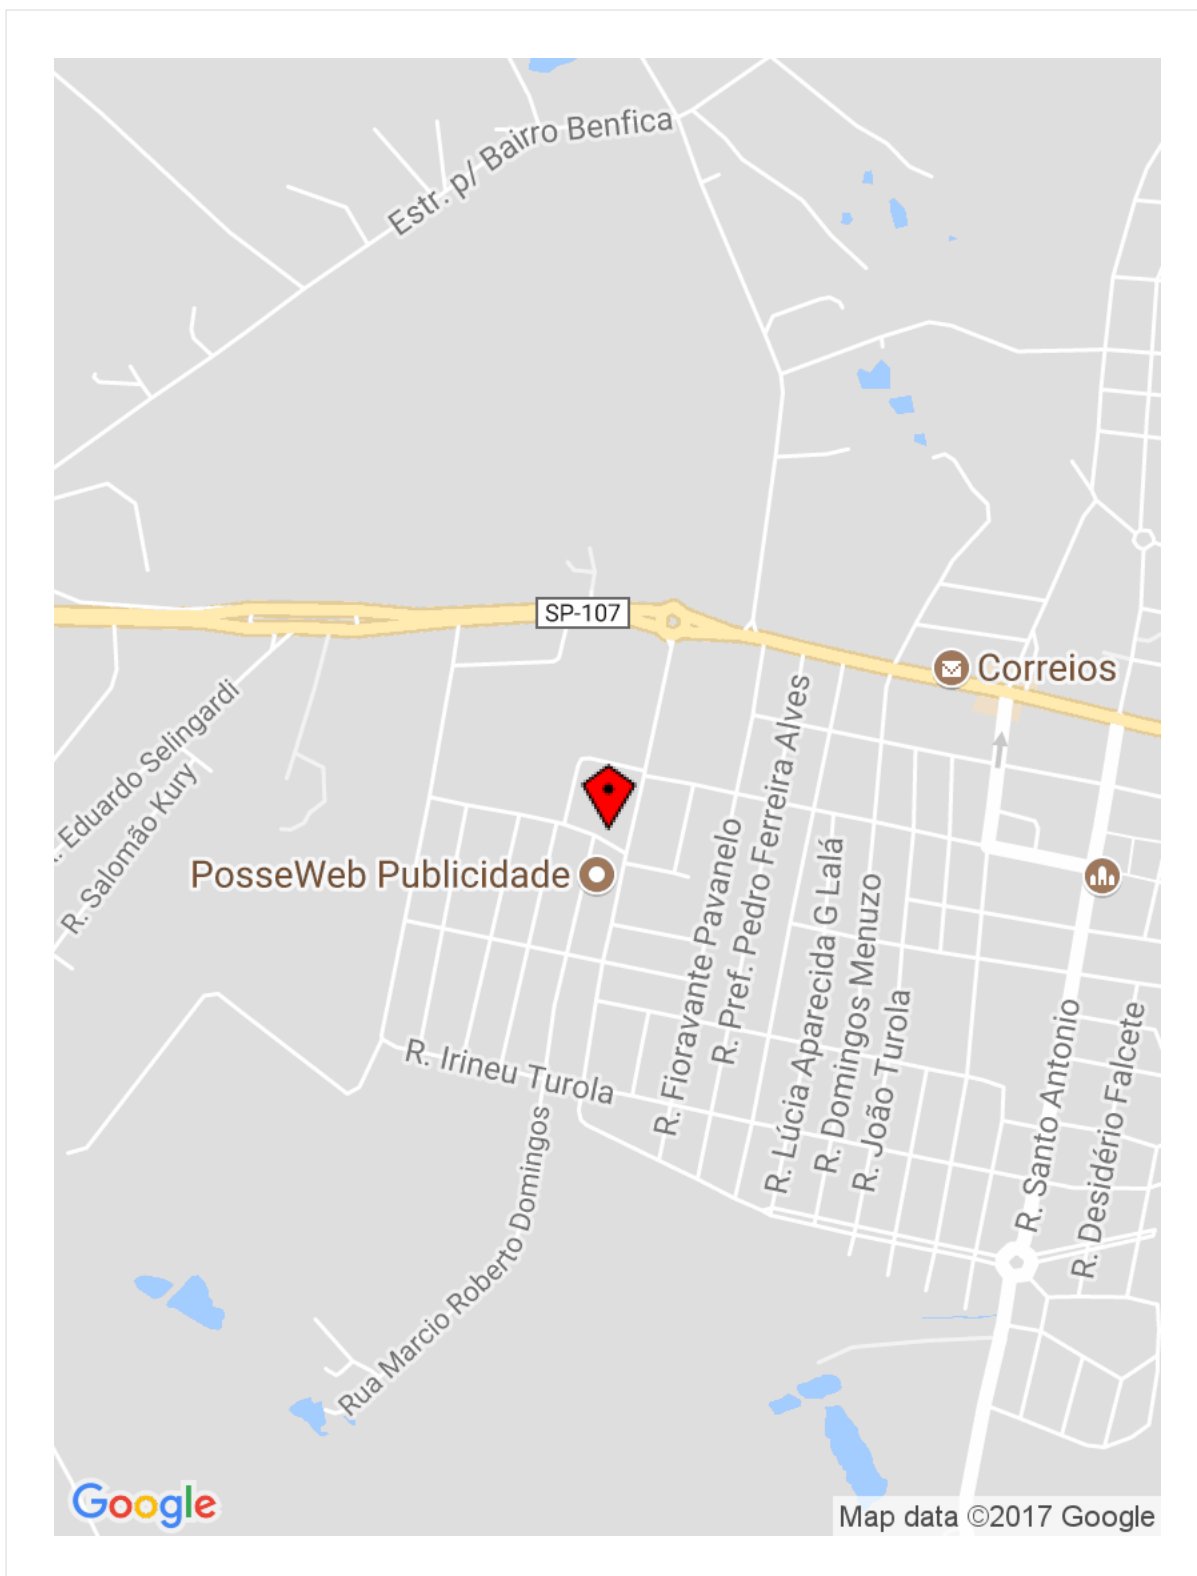 Estr. p/ Bairro Benfica
SP-107
Correios
Eduardo Selingardi
R. Salomão Kury
R. Pref. Pedro Ferreira Alves
PosseWeb Publicidade
R. Fioravante Pavanelo
R. Lúcia Aparecida G Lalá
R. Domingos Menuzo
R. João Turola
R. Irineu Turola
R. Santo Antonio
R. Desidério Falcete
Rua Marcio Roberto Domingos
Google
Map data ©2017 Google